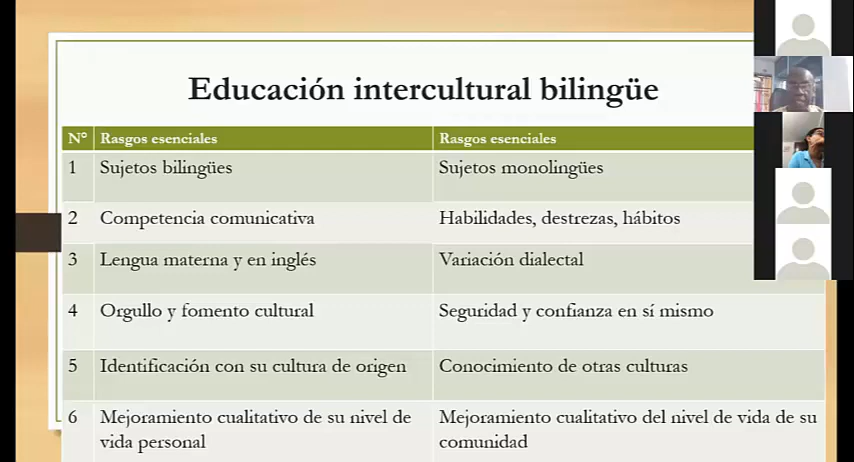 Educación intercultural bilingüe
N° Rasgos esenciales Rasgos esenciales
1 Sujetos bilingües Sujetos monolingües
2 Competencia comunicativa Habilidades, destrezas, hábitos
3 Lengua materna y en inglés Variación dialectal
4 Orgullo y fomento cultural Seguridad y confianza en sí mismo
5 Identificación con su cultura de origen Conocimiento de otras culturas
6 Mejoramiento cualitativo de su nivel de Mejoramiento cualitativo del nivel de vida de su
vida personal comunidad